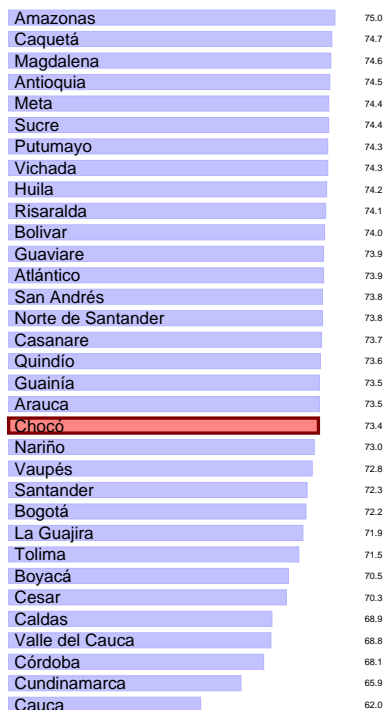 Amazonas 75.0
Caquetá 74.7
Magdalena 74.6
Antioquia 74.5
Meta 74.4
Sucre 74.4
Putumayo 74.3
Vichada 74.3
Huila 74.2
Risaralda 74.1
Bolivar 74.0
Guaviare 73.9
Atlántico 73.9
San Andrés 73.8
Norte de Santander 73.8
Casanare 73.7
Quindío 73.6
Guainía 73.5
Arauca 73.5
Chocó 73.4
Nariño 73.0
Vaupés 72.8
Santander 72.3
Bogotá 72.2
La Guajira 71.9
Tolima 71.5
Boyacá 70.5
Cesar 70.3
Caldas 68.9
Valle del Cauca 68.8
Córdoba 68.1
Cundinamarca 65.9
Cauca 62.0